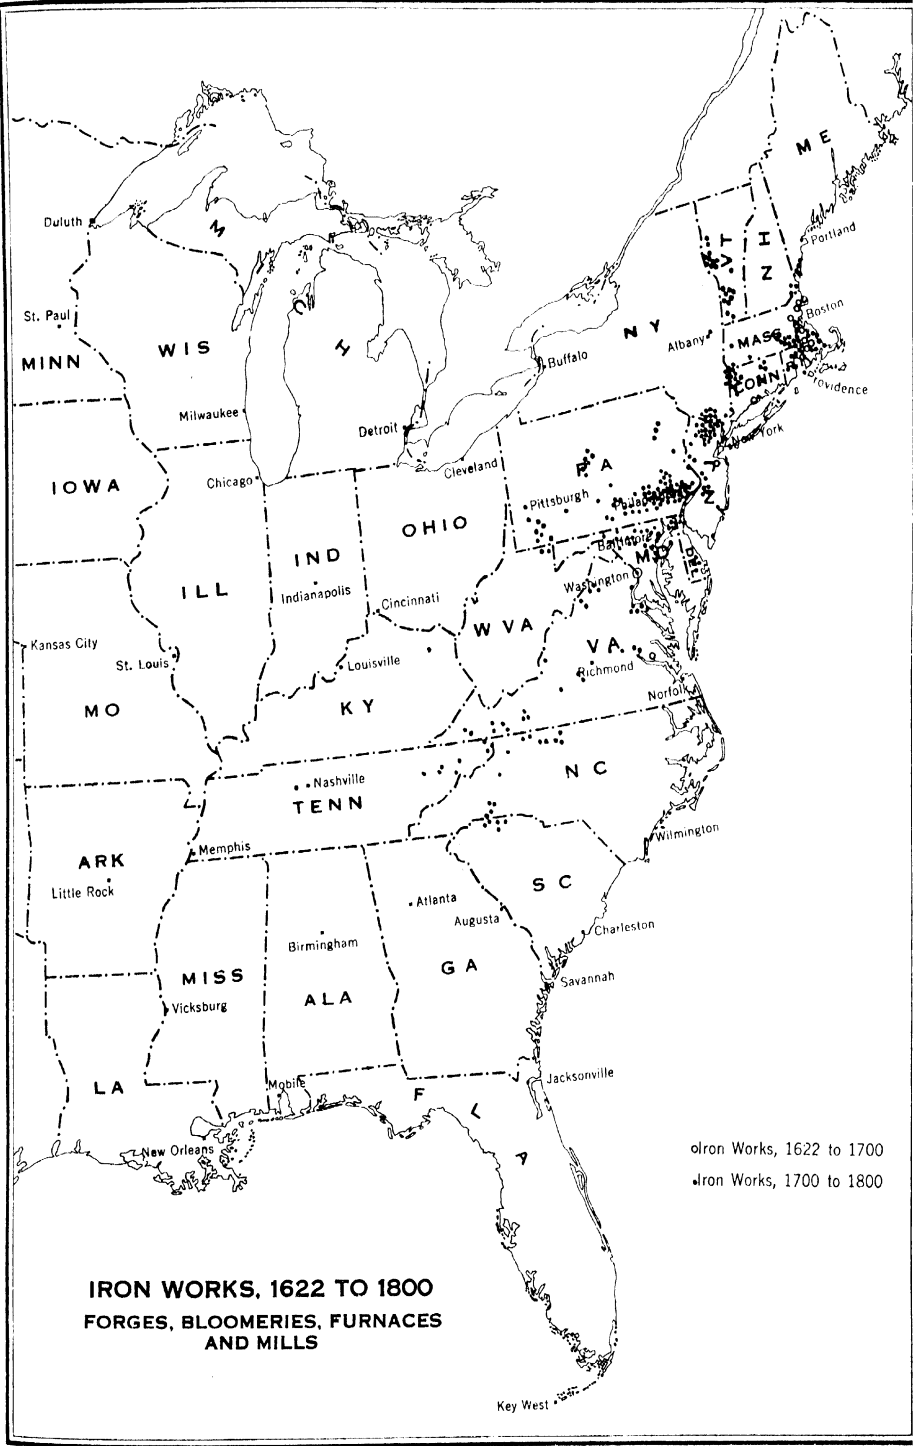 ME
Duluth
M
Portland
VT
H
N
St. Paul
Boston
MINN
WIS
H
N Y
Albany
MASS
C
Buffalo
CONN
R I
Providence
Milwaukee
Detroit
New York
Chicago
Cleveland
P A
IOWA
Pittsburgh
Philad
N J
OHIO
IND
Baltimore
MD
DEL
ILL
Indianapolis
Washington
Cincinnati
W VA
VA
Kansas City
St. Louis
Louisville
Richmond
Norfolk
MO
KY
N C
Nashville
TENN
Wilmington
Memphis
ARK
Little Rock
S C
Atlanta
Augusta
Charleston
Birmingham
MISS
GA
Savannah
ALA
Vicksburg
Jacksonville
LA
Mobile
F L A
New Orleans
Iron Works, 1622 to 1700
Iron Works, 1700 to 1800
IRON WORKS, 1622 TO 1800
FORGES, BLOOMERIES, FURNACES
AND MILLS
Key West